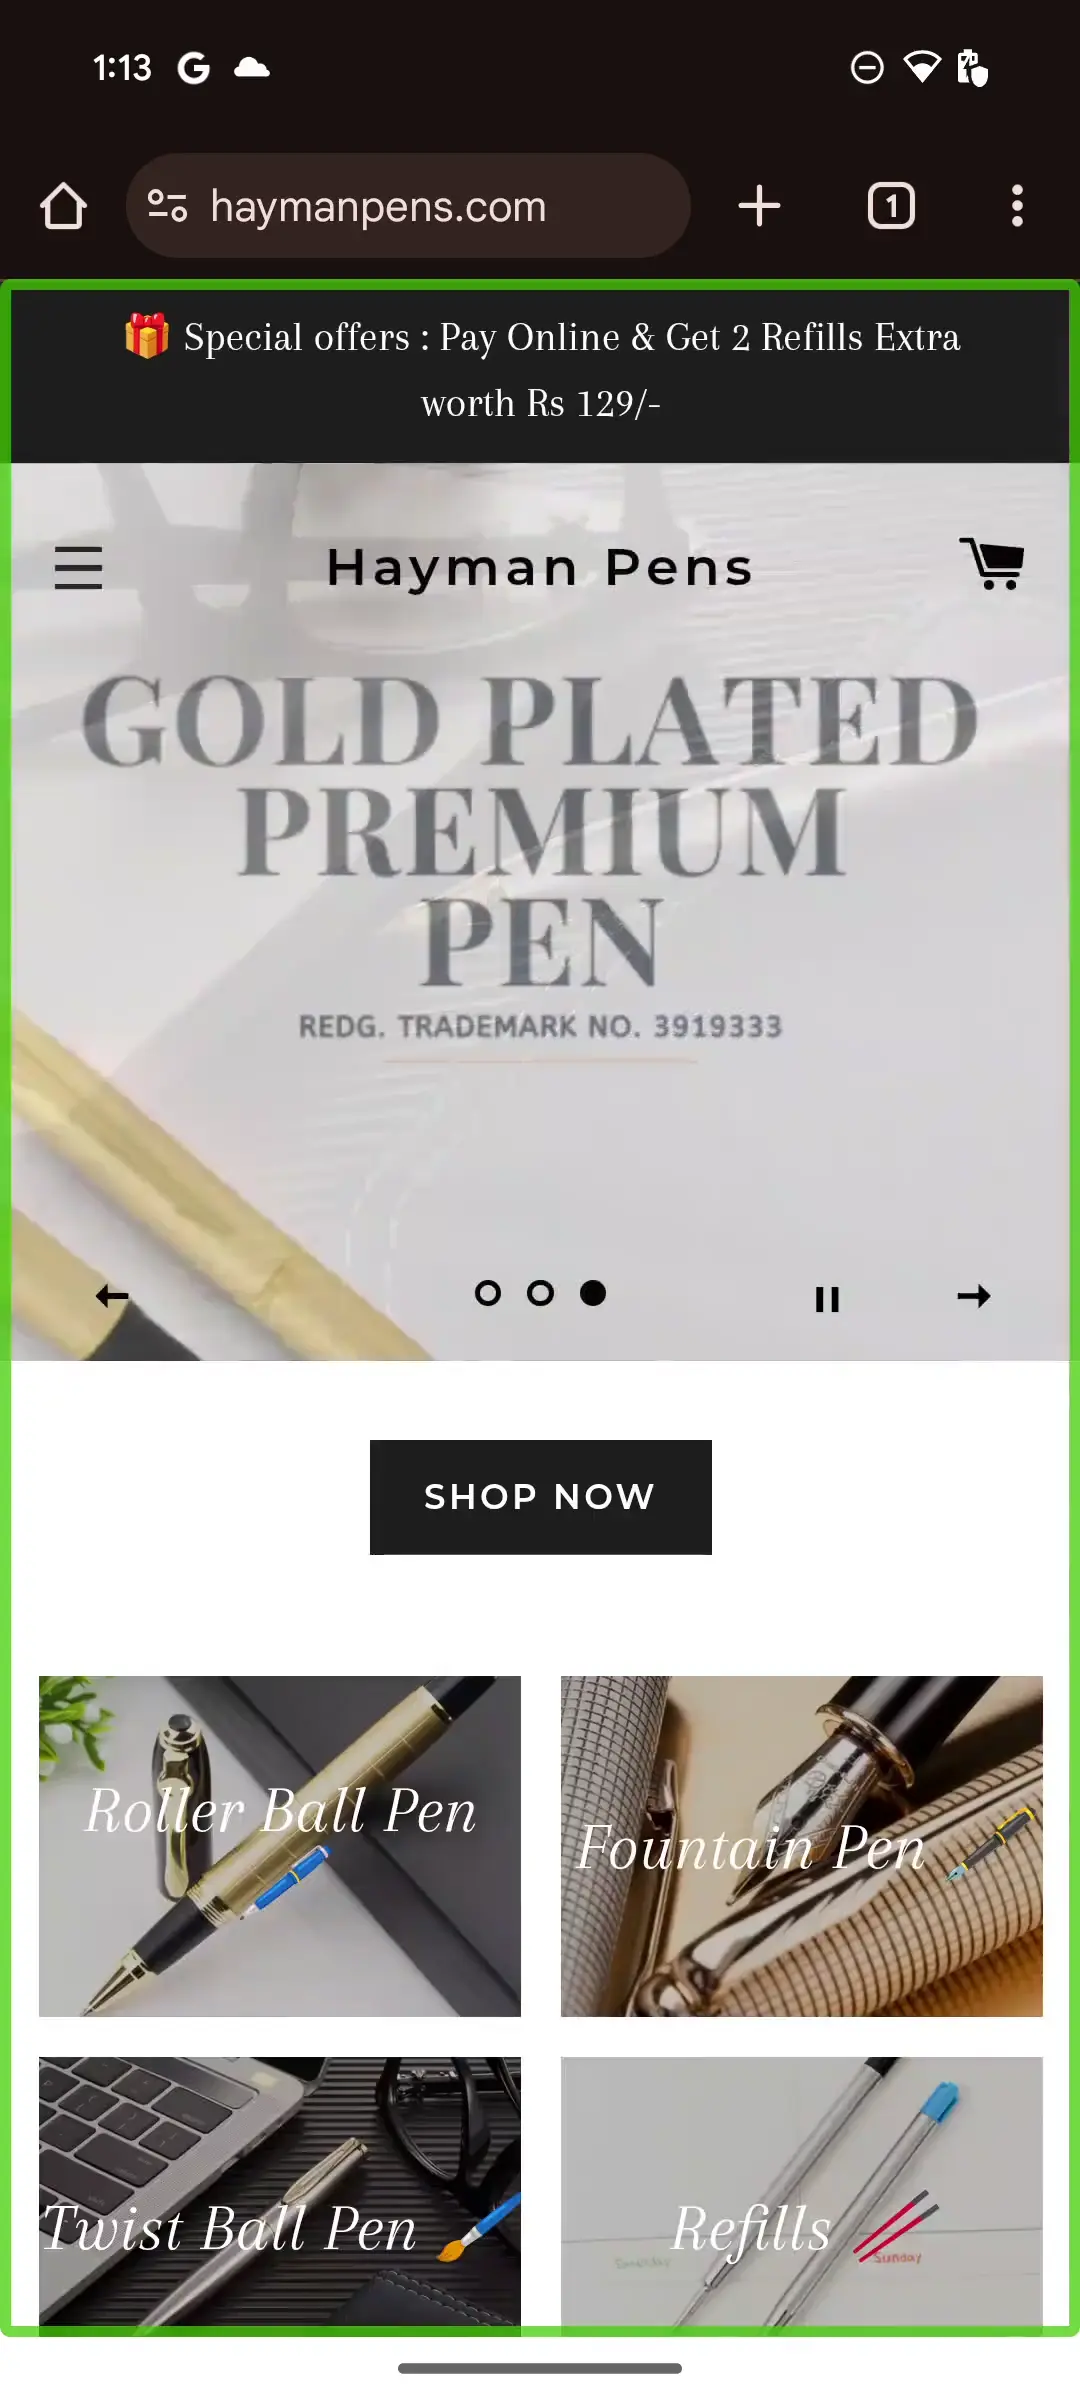 1:13
haymanpens.com
1
🎁 Special offers : Pay Online & Get 2 Refills Extra
worth Rs 129/-
Hayman Pens
GOLD PLATED
PREMIUM
PEN
REDG. TRADEMARK NO. 3919333
SHOP NOW
Roller Ball Pen
Fountain Pen
Twist Ball Pen
Refills
Sunday